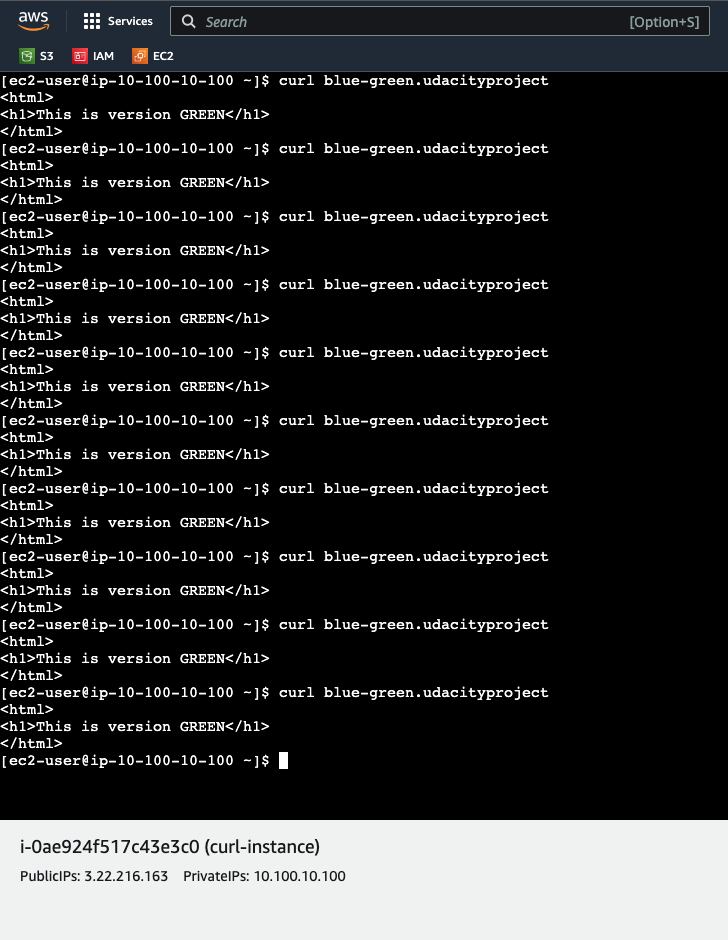 aws
Services
Search
[Option+S]
S3 IAM EC2
[ec2-user@ip-10-100-10-100 ~]$ curl blue-green.udacityproject
<html>
<h1>This is version GREEN</h1>
</html>
[ec2-user@ip-10-100-10-100 ~]$ curl blue-green.udacityproject
<html>
<h1>This is version GREEN</h1>
</html>
[ec2-user@ip-10-100-10-100 ~]$ curl blue-green.udacityproject
<html>
<h1>This is version GREEN</h1>
</html>
[ec2-user@ip-10-100-10-100 ~]$ curl blue-green.udacityproject
<html>
<h1>This is version GREEN</h1>
</html>
[ec2-user@ip-10-100-10-100 ~]$ curl blue-green.udacityproject
<html>
<h1>This is version GREEN</h1>
</html>
[ec2-user@ip-10-100-10-100 ~]$ curl blue-green.udacityproject
<html>
<h1>This is version GREEN</h1>
</html>
[ec2-user@ip-10-100-10-100 ~]$ curl blue-green.udacityproject
<html>
<h1>This is version GREEN</h1>
</html>
[ec2-user@ip-10-100-10-100 ~]$ curl blue-green.udacityproject
<html>
<h1>This is version GREEN</h1>
</html>
[ec2-user@ip-10-100-10-100 ~]$ curl blue-green.udacityproject
<html>
<h1>This is version GREEN</h1>
</html>
[ec2-user@ip-10-100-10-100 ~]$ curl blue-green.udacityproject
<html>
<h1>This is version GREEN</h1>
</html>
[ec2-user@ip-10-100-10-100 ~]$
i-0ae924f517c43e3c0 (curl-instance)
PublicIPs: 3.22.216.163 PrivateIPs: 10.100.10.100